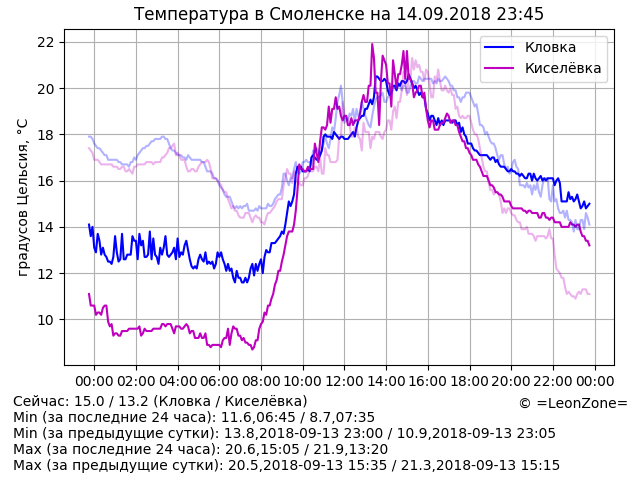 Температура в Смоленске на 14.09.2018 23:45
градусов Цельсия, °C
22
20
18
16
14
12
10
Кловка
Киселёвка
00:00 02:00 04:00 06:00 08:00 10:00 12:00 14:00 16:00 18:00 20:00 22:00 00:00
Сейчас: 15.0 / 13.2 (Кловка / Киселёвка)
© =LeonZone=
Min (за последние 24 часа): 11.6,06:45 / 8.7,07:35
Min (за предыдущие сутки): 13.8,2018-09-13 23:00 / 10.9,2018-09-13 23:05
Max (за последние 24 часа): 20.6,15:05 / 21.9,13:20
Max (за предыдущие сутки): 20.5,2018-09-13 15:35 / 21.3,2018-09-13 15:15